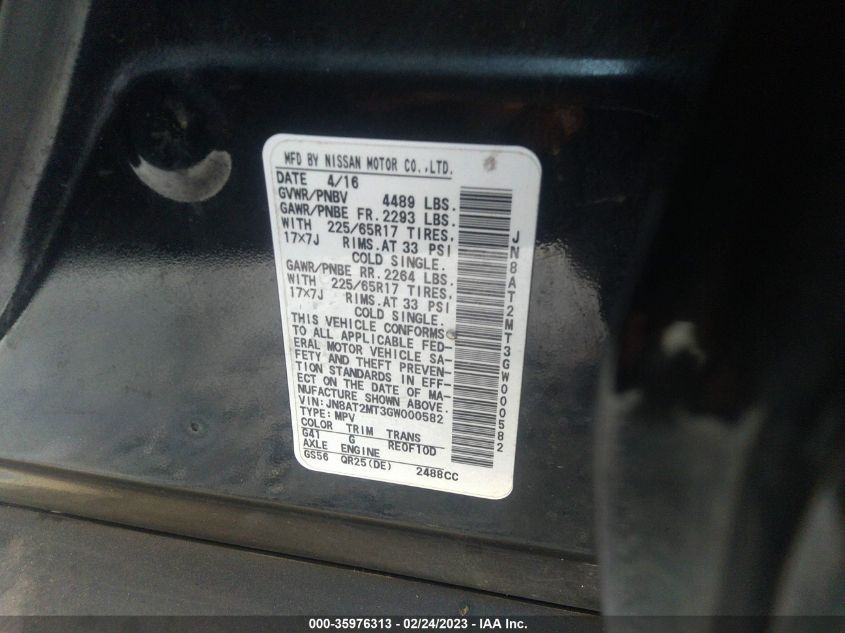 MFD BY NISSAN MOTOR CO.,LTD.
DATE 4/16
GVWR/PNBV 4489 LBS.
GAWR/PNBE FR. 2293 LBS.
WITH 225/65R17 TIRES,
17×7J RIMS.AT 33 PSI
COLD SINGLE.
GAWR/PNBE RR. 2264 LBS.
WITH 225/65R17 TIRES,
17×7J RIMS.AT 33 PSI
COLD SINGLE.
THIS VEHICLE CONFORMS
TO ALL APPLICABLE FED-
ERAL MOTOR VEHICLE SA-
FETY AND THEFT PREVEN-
TION STANDARDS IN EFF-
ECT ON THE DATE OF MA-
NUFACTURE SHOWN ABOVE.
VIN: JN8AT2MT3GW000582
TYPE: MPV
COLOR TRIM TRANS
G41 G RE0F10D
AXLE ENGINE
GS56 QR25(DE) 2488CC
JN8AT2MT3GW000582
000-35976313 - 02/24/2023 - IAA Inc.